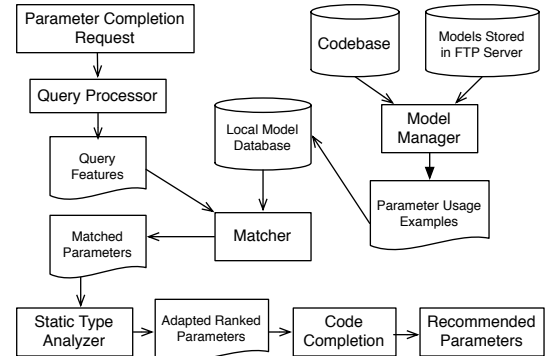 Parameter Completion
Request
Codebase
Models Stored
in FTP Server
Query Processor
Local Model
Database
Model
Manager
Query
Features
Parameter Usage
Examples
Matched
Parameters
Matcher
Static Type
Analyzer
Adapted Ranked
Parameters
Code
Completion
Recommended
Parameters